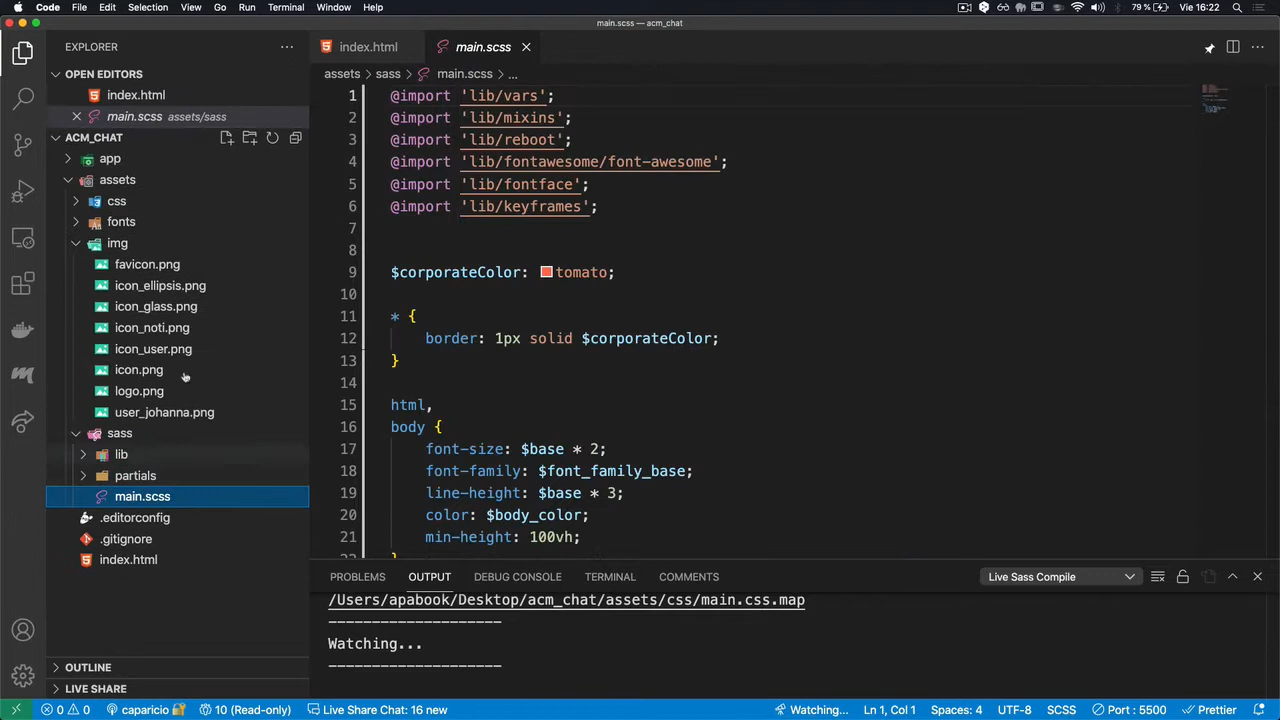 Code File Edit Selection View Go Run Terminal Window Help 79 % Vie 16:22
main.scss — acm_chat
EXPLORER
OPEN EDITORS
index.html
main.scss assets/sass
ACM_CHAT
app
assets
css
fonts
img
favicon.png
icon_ellipsis.png
icon_glass.png
icon_noti.png
icon_user.png
icon.png
logo.png
user_johanna.png
sass
lib
partials
main.scss
.editorconfig
.gitignore
index.html
OUTLINE
LIVE SHARE
index.html main.scss
assets > sass > main.scss > ...
1 @import 'lib/vars';
2 @import 'lib/mixins';
3 @import 'lib/reboot';
4 @import 'lib/fontawesome/font-awesome';
5 @import 'lib/fontface';
6 @import 'lib/keyframes';
7
8
9 $corporateColor: tomato;
10
11 * {
12 border: 1px solid $corporateColor;
13 }
14
15 html,
16 body {
17 font-size: $base * 2;
18 font-family: $font_family_base;
19 line-height: $base * 3;
20 color: $body_color;
21 min-height: 100vh;
22 }
PROBLEMS OUTPUT DEBUG CONSOLE TERMINAL COMMENTS Live Sass Compile
/Users/apabook/Desktop/acm_chat/assets/css/main.css.map
--------------------
Watching...
--------------------
0 0 caparicio 10 (Read-only) Live Share Chat: 16 new Watching... Ln 1, Col 1 Spaces: 4 UTF-8 SCSS Port : 5500 Prettier